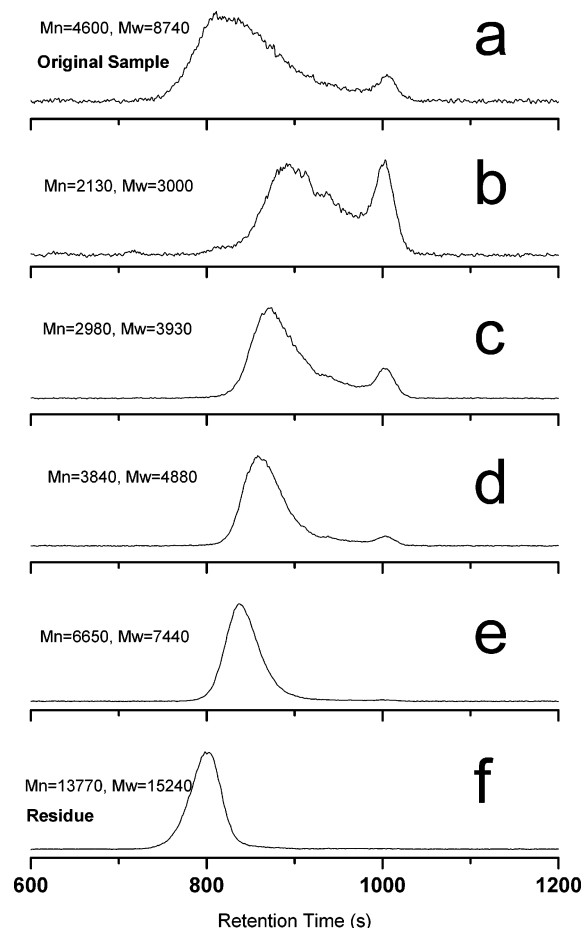 Mn=4600, Mw=8740
Original Sample
a
Mn=2130, Mw=3000
b
Mn=2980, Mw=3930
c
Mn=3840, Mw=4880
d
Mn=6650, Mw=7440
e
Mn=13770, Mw=15240
Residue
f
600 800 1000 1200
Retention Time (s)